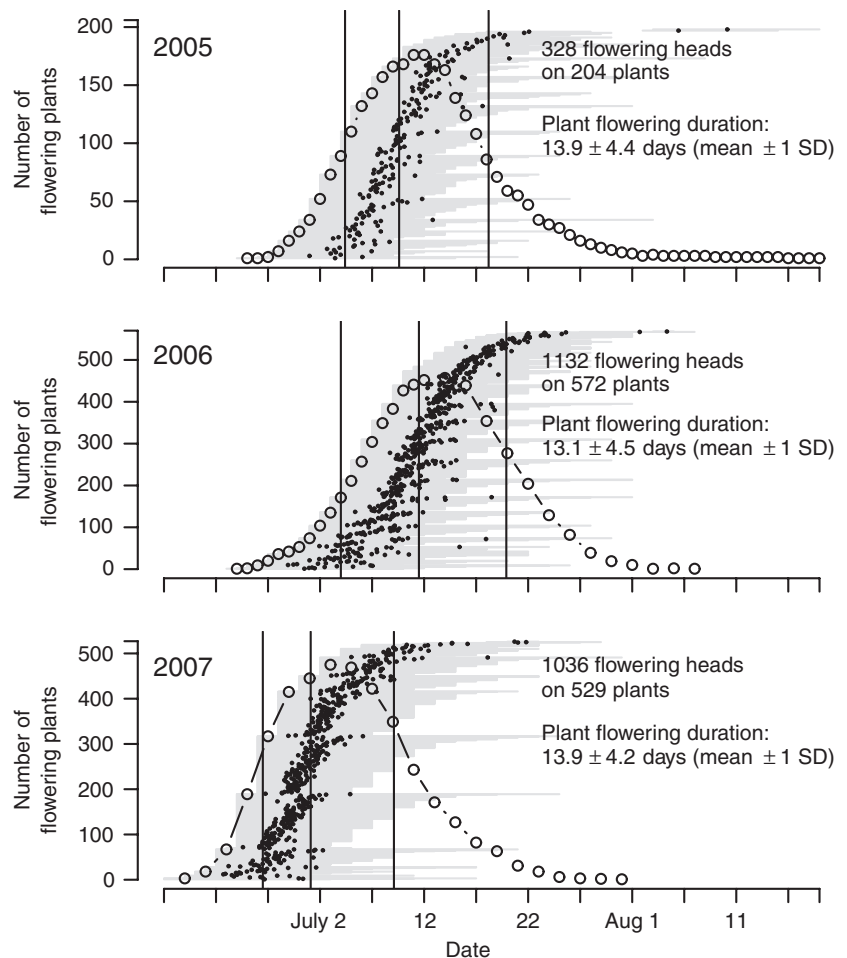 2005
328 flowering heads
on 204 plants
Plant flowering duration:
13.9 ± 4.4 days (mean ± 1 SD)
Number of
flowering plants
200
150
100
50
0
2006
1132 flowering heads
on 572 plants
Plant flowering duration:
13.1 ± 4.5 days (mean ± 1 SD)
Number of
flowering plants
500
400
300
200
100
0
2007
1036 flowering heads
on 529 plants
Plant flowering duration:
13.9 ± 4.2 days (mean ± 1 SD)
Number of
flowering plants
500
400
300
200
100
0
July 2 12 22 Aug 1 11
Date